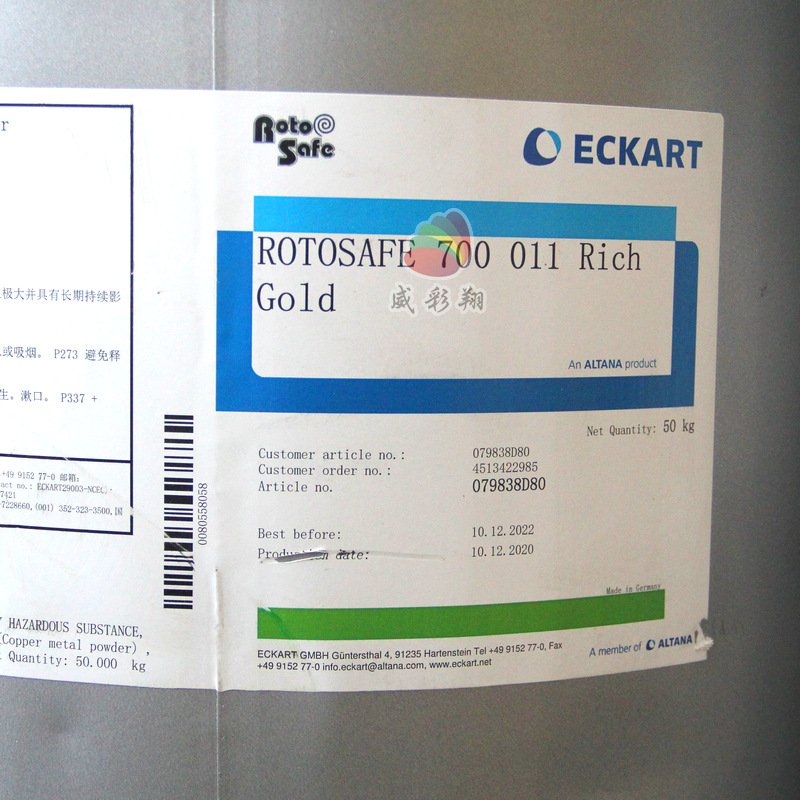 r
极大并具有长期持续影
或吸烟。 P273 避免释
生。漱口。 P337 +
+49 9152 77-0 邮箱:
act no.: ECKART29003-NCEC,
7421
-7228660,(001) 352-323-3500,国
HAZARDOUS SUBSTANCE,
(Copper metal powder) ,
Quantity: 50.000 kg
0080558058
Roto
Safe
ECKART
ROTOSAFE 700 011 Rich
Gold
威彩翔
An ALTANA product
Net Quantity: 50 kg
Customer article no.: 079838D80
Customer order no.: 4513422985
Article no. 079838D80
Best before: 10.12.2022
Production date: 10.12.2020
Made in Germany
ECKART GMBH Güntersthal 4, 91235 Hartenstein Tel +49 9152 77-0, Fax
+49 9152 77-0 info.eckart@altana.com, www.eckart.net
A member of ALTANA